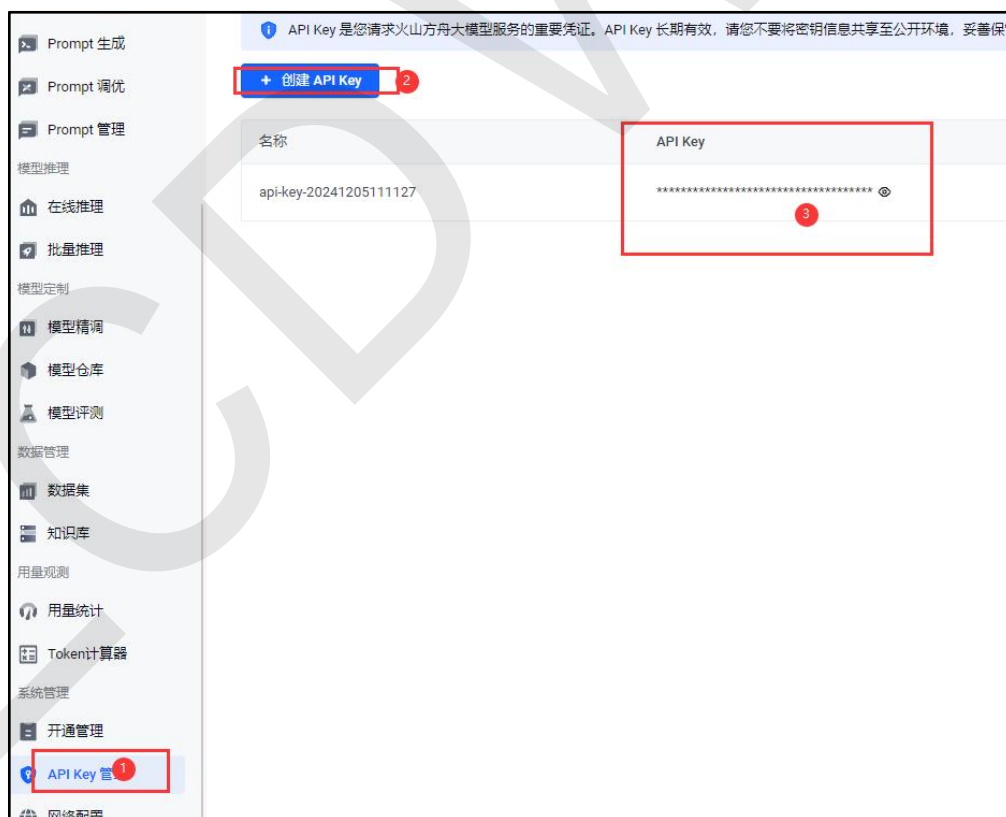 Prompt 生成
Prompt 调优
Prompt 管理
模型推理
在线推理
批量推理
模型定制
模型精调
模型仓库
模型评测
数据管理
数据集
知识库
用量观测
用量统计
Token计算器
系统管理
开通管理
API Key 管
1
网络配置
API Key 是您请求火山方舟大模型服务的重要凭证。API Key 长期有效，请您不要将密钥信息共享至公开环境，妥善保
+ 创建 API Key
2
名称
API Key
api-key-20241205111127
************************************
3